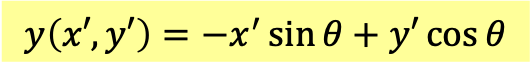 y(x′, y′) = −x′ sin θ + y′ cos θ